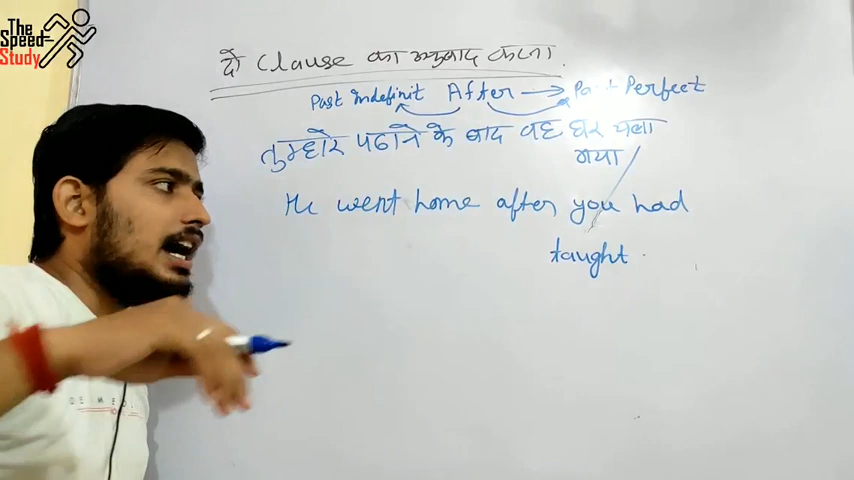 The
Speed
Study
दो Clause का अनुवाद करना.
Past Indefinit After → Past Perfect
तुम्हारे पढाने के बाद वह घर चला
गया
He went home after you had
taught.